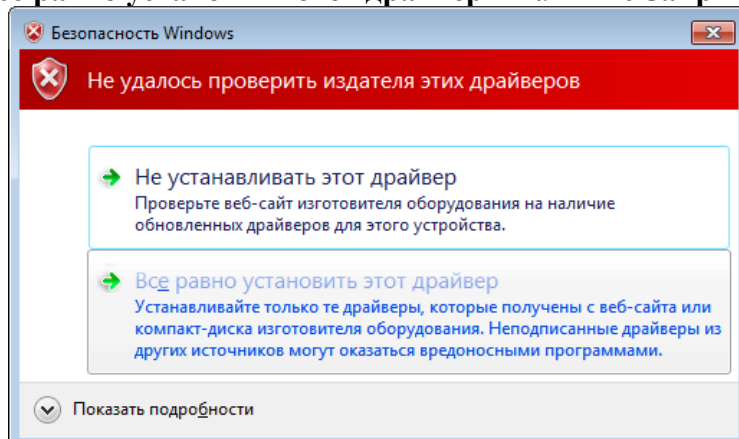 Безопасность Windows
Не удалось проверить издателя этих драйверов
Не устанавливать этот драйвер
Проверьте веб-сайт изготовителя оборудования на наличие
обновленных драйверов для этого устройства.
Все равно установить этот драйвер
Устанавливайте только те драйверы, которые получены с веб-сайта или
компакт-диска изготовителя оборудования. Неподписанные драйверы из
других источников могут оказаться вредоносными программами.
Показать подробности